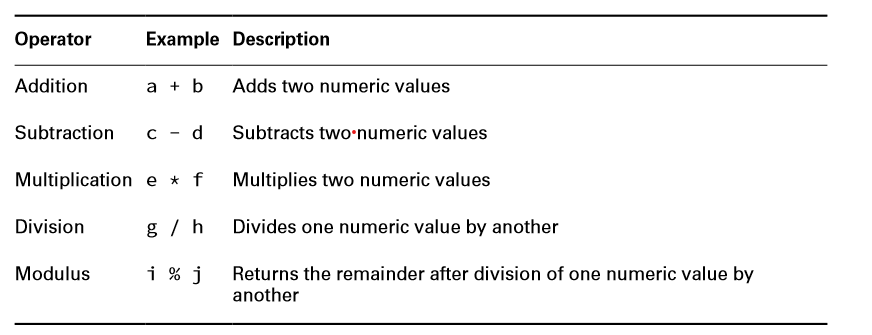 Operator Example Description
Addition a + b Adds two numeric values
Subtraction c - d Subtracts two•numeric values
Multiplication e * f Multiplies two numeric values
Division g / h Divides one numeric value by another
Modulus i % j Returns the remainder after division of one numeric value by
another